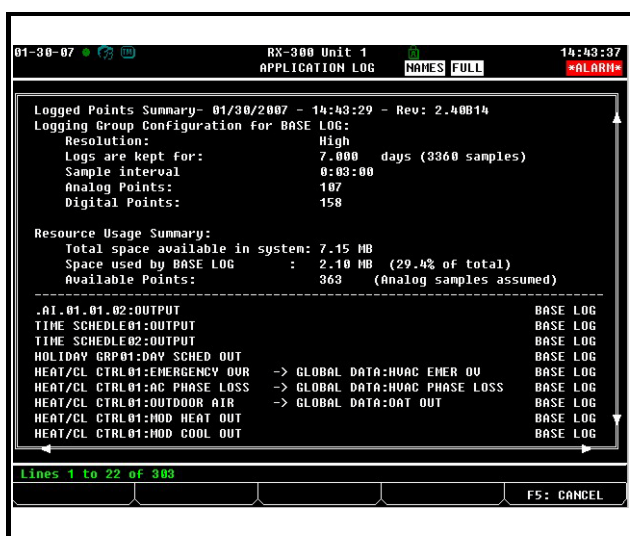 01-30-07 RX-300 Unit 1 14:43:37
APPLICATION LOG NAMES FULL *ALARM*
Logged Points Summary- 01/30/2007 - 14:43:29 - Rev: 2.40B14
Logging Group Configuration for BASE LOG:
Resolution: High
Logs are kept for: 7.000 days (3360 samples)
Sample interval 0:03:00
Analog Points: 107
Digital Points: 158
Resource Usage Summary:
Total space available in system: 7.15 MB
Space used by BASE LOG : 2.10 MB (29.4% of total)
Available Points: 363 (Analog samples assumed)
.AI.01.01.02:OUTPUT BASE LOG
TIME SCHEDLE01:OUTPUT BASE LOG
TIME SCHEDLE02:OUTPUT BASE LOG
HOLIDAY GRP01:DAY SCHED OUT BASE LOG
HEAT/CL CTRL01:EMERGENCY OVR -> GLOBAL DATA:HVAC EMER OV BASE LOG
HEAT/CL CTRL01:AC PHASE LOSS -> GLOBAL DATA:HVAC PHASE LOSS BASE LOG
HEAT/CL CTRL01:OUTDOOR AIR -> GLOBAL DATA:OAT OUT BASE LOG
HEAT/CL CTRL01:MOD HEAT OUT BASE LOG
HEAT/CL CTRL01:MOD COOL OUT BASE LOG
Lines 1 to 22 of 303
F5: CANCEL